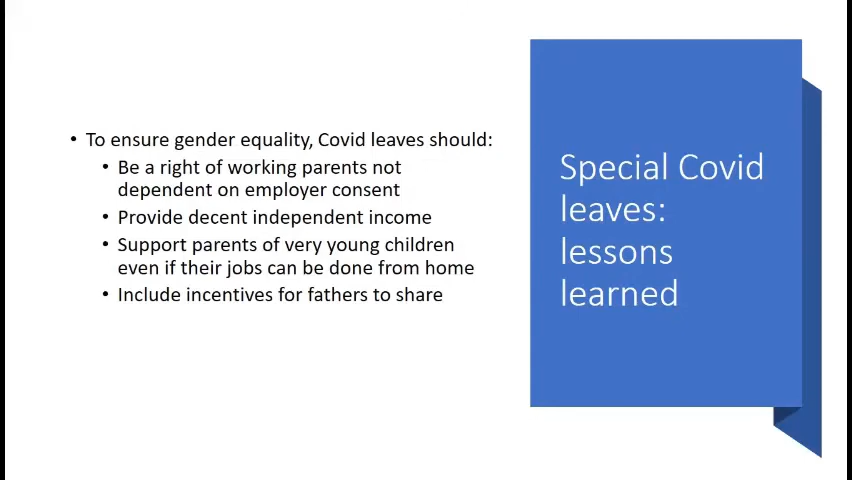 • To ensure gender equality, Covid leaves should:
• Be a right of working parents not
dependent on employer consent
• Provide decent independent income
• Support parents of very young children
even if their jobs can be done from home
• Include incentives for fathers to share
Special Covid
leaves:
lessons
learned